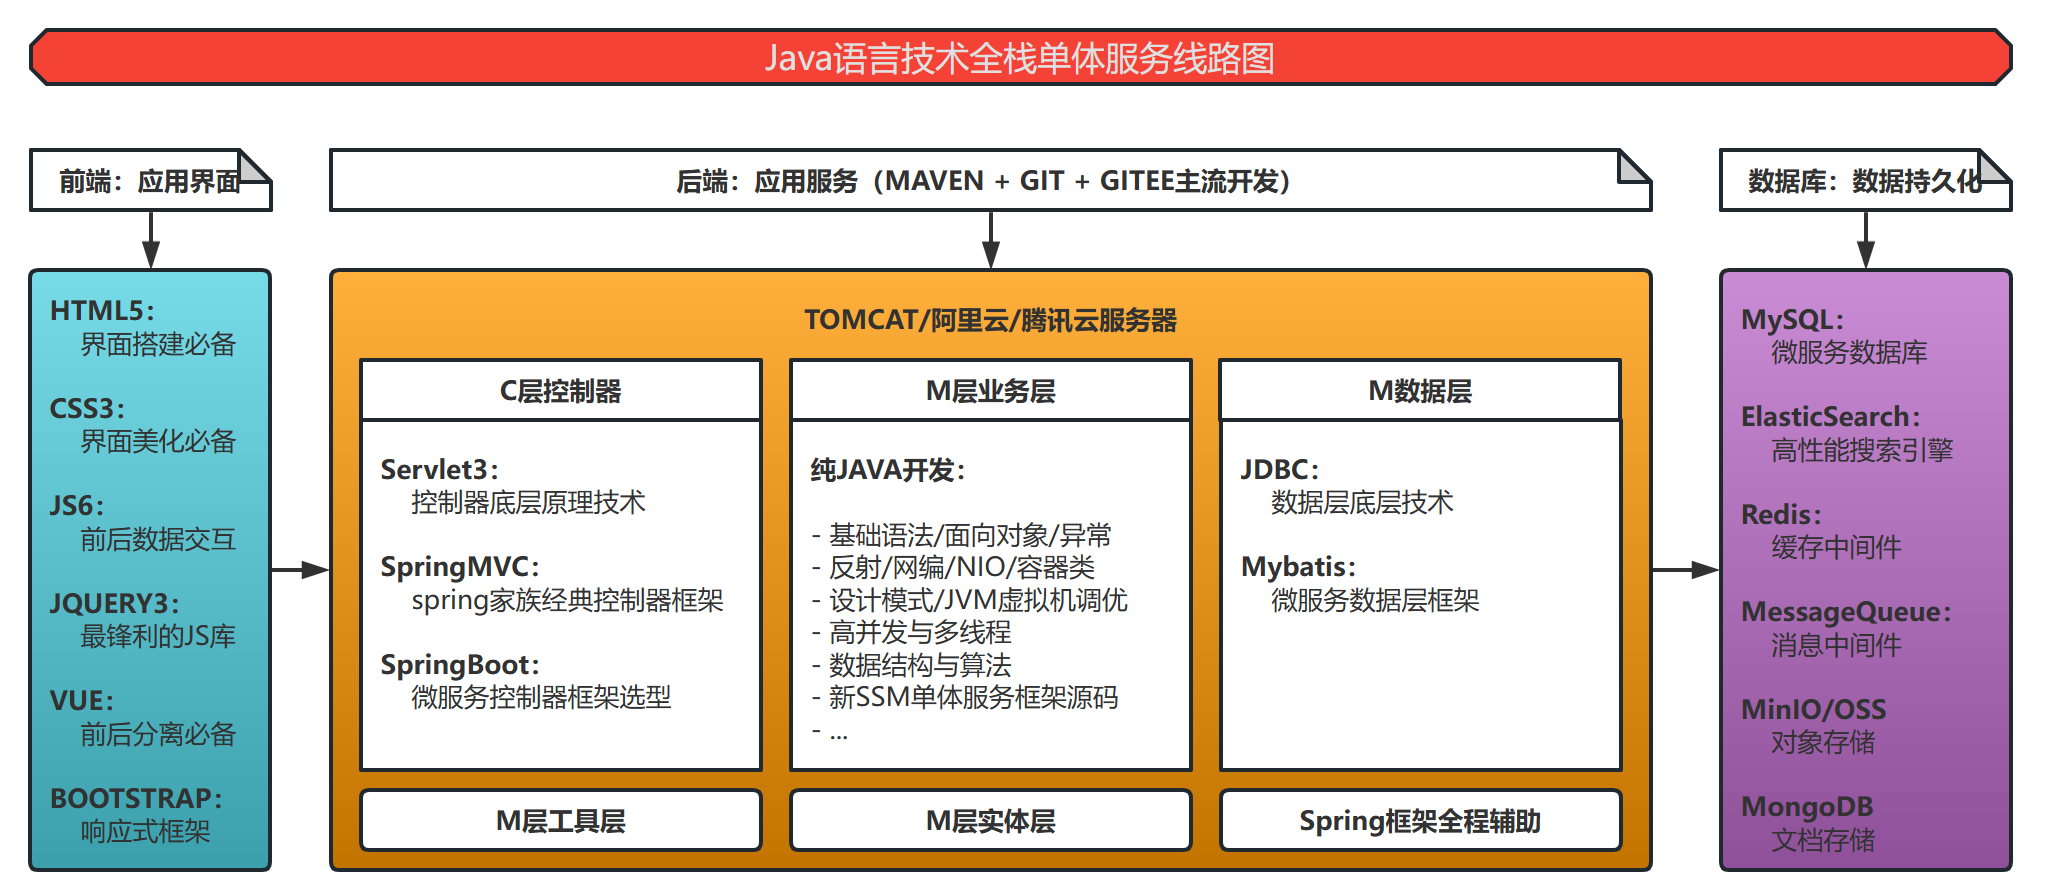 Java语言技术全栈单体服务线路图
前端：应用界面
后端：应用服务（MAVEN + GIT + GITEE主流开发）
数据库：数据持久化
HTML5：
界面搭建必备
CSS3：
界面美化必备
JS6：
前后数据交互
JQUERY3：
最锋利的JS库
VUE：
前后分离必备
BOOTSTRAP：
响应式框架
TOMCAT/阿里云/腾讯云服务器
C层控制器
Servlet3：
控制器底层原理技术
SpringMVC：
spring家族经典控制器框架
SpringBoot：
微服务控制器框架选型
M层业务层
纯JAVA开发：
- 基础语法/面向对象/异常
- 反射/网编/NIO/容器类
- 设计模式/JVM虚拟机调优
- 高并发与多线程
- 数据结构与算法
- 新SSM单体服务框架源码
- ...
M数据层
JDBC：
数据层底层技术
Mybatis：
微服务数据层框架
M层工具层
M层实体层
Spring框架全程辅助
MySQL：
微服务数据库
ElasticSearch：
高性能搜索引擎
Redis：
缓存中间件
MessageQueue：
消息中间件
MinIO/OSS
对象存储
MongoDB
文档存储